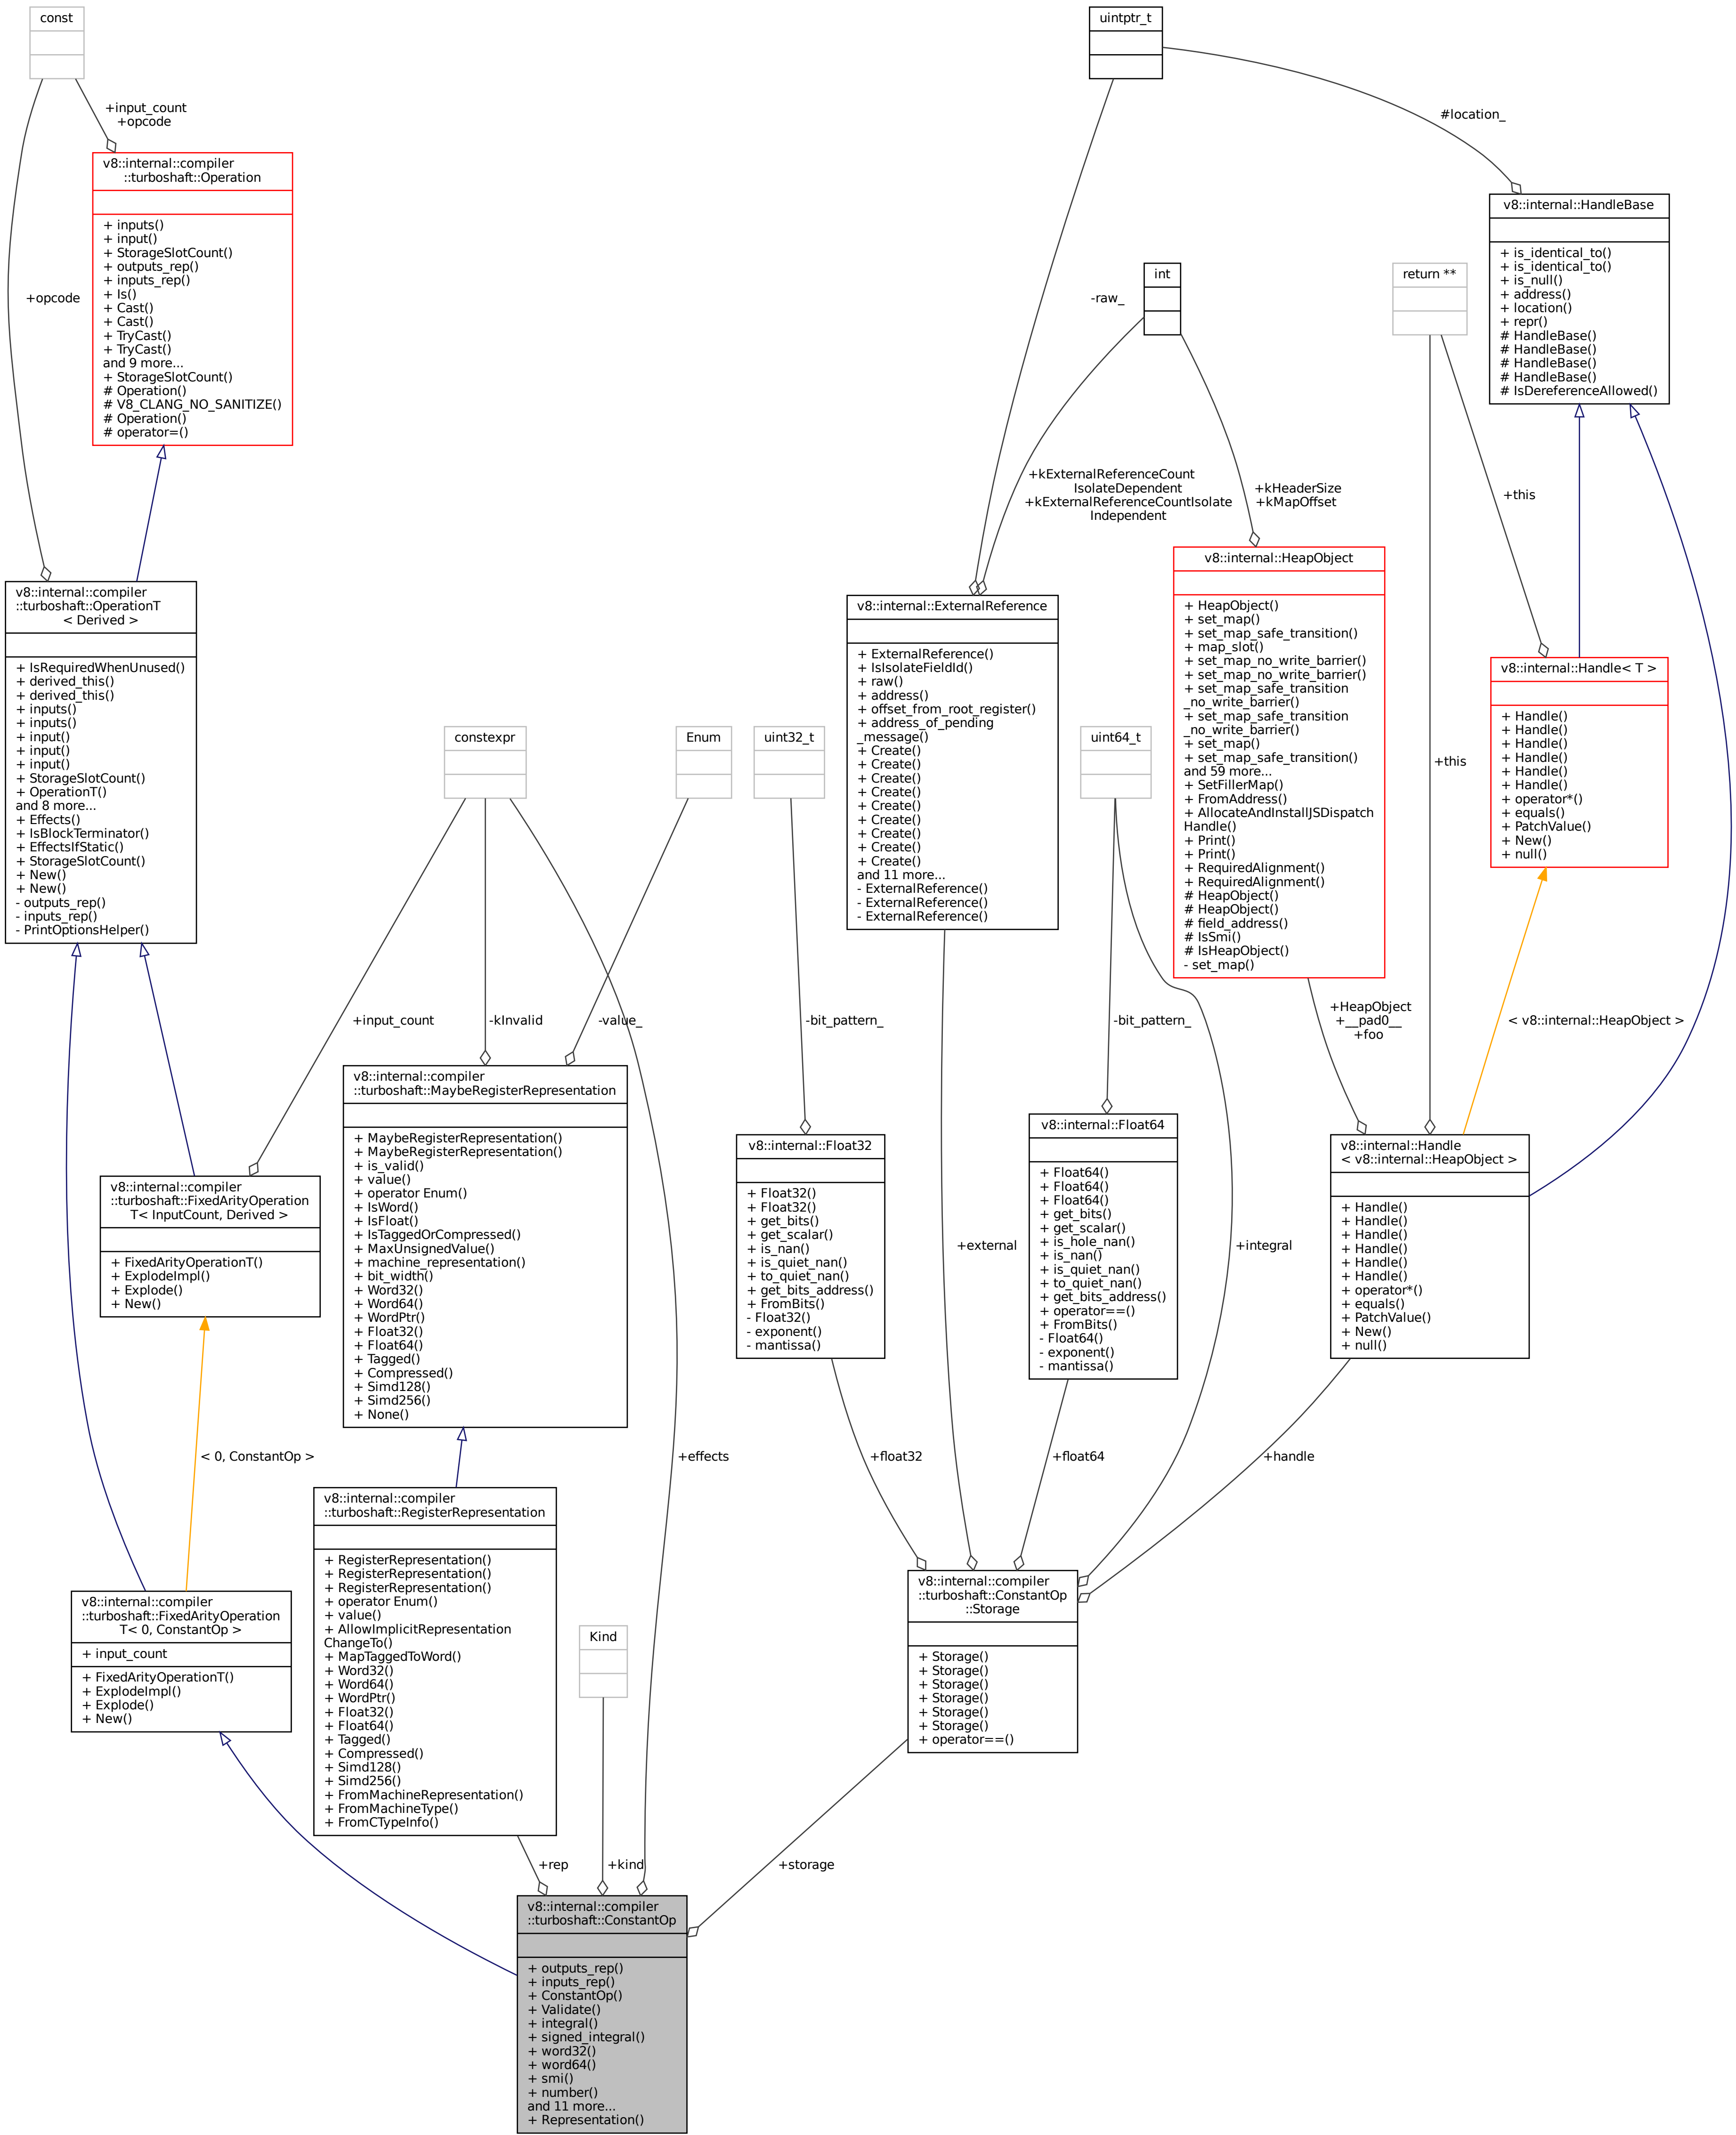 const
uintptr_t
+input_count
+opcode
#location_
v8::internal::compiler
::turboshaft::Operation
+ inputs()
+ input()
+ StorageSlotCount()
+ outputs_rep()
+ inputs_rep()
+ Is()
+ Cast()
+ Cast()
+ TryCast()
+ TryCast()
and 9 more...
+ StorageSlotCount()
# Operation()
# V8_CLANG_NO_SANITIZE()
# Operation()
# operator=()
v8::internal::HandleBase
+ is_identical_to()
+ is_identical_to()
+ is_null()
+ address()
+ location()
+ repr()
# HandleBase()
# HandleBase()
# HandleBase()
# HandleBase()
# IsDereferenceAllowed()
int
return **
+opcode
-raw_
+kExternalReferenceCount
IsolateDependent
+kExternalReferenceCountIsolate
Independent
+kHeaderSize
+kMapOffset
+this
v8::internal::compiler
::turboshaft::OperationT
< Derived >
+ IsRequiredWhenUnused()
+ derived_this()
+ derived_this()
+ inputs()
+ inputs()
+ input()
+ input()
+ input()
+ StorageSlotCount()
+ OperationT()
and 8 more...
+ Effects()
+ IsBlockTerminator()
+ EffectsIfStatic()
+ StorageSlotCount()
+ New()
+ New()
- outputs_rep()
- inputs_rep()
- PrintOptionsHelper()
v8::internal::ExternalReference
+ ExternalReference()
+ IsIsolateFieldId()
+ raw()
+ address()
+ offset_from_root_register()
+ address_of_pending
_message()
+ Create()
+ Create()
+ Create()
+ Create()
+ Create()
+ Create()
+ Create()
+ Create()
+ Create()
and 11 more...
- ExternalReference()
- ExternalReference()
- ExternalReference()
v8::internal::HeapObject
+ HeapObject()
+ set_map()
+ set_map_safe_transition()
+ map_slot()
+ set_map_no_write_barrier()
+ set_map_no_write_barrier()
+ set_map_safe_transition
_no_write_barrier()
+ set_map_safe_transition
_no_write_barrier()
+ set_map()
+ set_map_safe_transition()
and 59 more...
+ SetFillerMap()
+ FromAddress()
+ AllocateAndInstallJSDispatch
Handle()
+ Print()
+ Print()
+ RequiredAlignment()
+ RequiredAlignment()
# HeapObject()
# HeapObject()
# field_address()
# IsSmi()
# IsHeapObject()
- set_map()
v8::internal::Handle< T >
+ Handle()
+ Handle()
+ Handle()
+ Handle()
+ Handle()
+ Handle()
+ operator*()
+ equals()
+ PatchValue()
+ New()
+ null()
constexpr
Enum
uint32_t
uint64_t
+this
+input_count
-kInvalid
-value_
-bit_pattern_
-bit_pattern_
+HeapObject
+__pad0__
+foo
< v8::internal::HeapObject >
v8::internal::compiler
::turboshaft::FixedArityOperation
T< InputCount, Derived >
+ FixedArityOperationT()
+ ExplodeImpl()
+ Explode()
+ New()
v8::internal::compiler
::turboshaft::MaybeRegisterRepresentation
+ MaybeRegisterRepresentation()
+ MaybeRegisterRepresentation()
+ is_valid()
+ value()
+ operator Enum()
+ IsWord()
+ IsFloat()
+ IsTaggedOrCompressed()
+ MaxUnsignedValue()
+ machine_representation()
+ bit_width()
+ Word32()
+ Word64()
+ WordPtr()
+ Float32()
+ Float64()
+ Tagged()
+ Compressed()
+ Simd128()
+ Simd256()
+ None()
v8::internal::Float32
+ Float32()
+ Float32()
+ get_bits()
+ get_scalar()
+ is_nan()
+ is_quiet_nan()
+ to_quiet_nan()
+ get_bits_address()
+ FromBits()
- Float32()
- exponent()
- mantissa()
v8::internal::Float64
+ Float64()
+ Float64()
+ Float64()
+ get_bits()
+ get_scalar()
+ is_hole_nan()
+ is_nan()
+ is_quiet_nan()
+ to_quiet_nan()
+ get_bits_address()
+ operator==()
+ FromBits()
- Float64()
- exponent()
- mantissa()
v8::internal::Handle
< v8::internal::HeapObject >
+ Handle()
+ Handle()
+ Handle()
+ Handle()
+ Handle()
+ Handle()
+ operator*()
+ equals()
+ PatchValue()
+ New()
+ null()
+external
+integral
< 0, ConstantOp >
+effects
+float32
+float64
+handle
v8::internal::compiler
::turboshaft::RegisterRepresentation
+ RegisterRepresentation()
+ RegisterRepresentation()
+ RegisterRepresentation()
+ operator Enum()
+ value()
+ AllowImplicitRepresentation
ChangeTo()
+ MapTaggedToWord()
+ Word32()
+ Word64()
+ WordPtr()
+ Float32()
+ Float64()
+ Tagged()
+ Compressed()
+ Simd128()
+ Simd256()
+ FromMachineRepresentation()
+ FromMachineType()
+ FromCTypeInfo()
v8::internal::compiler
::turboshaft::FixedArityOperation
T< 0, ConstantOp >
+ input_count
+ FixedArityOperationT()
+ ExplodeImpl()
+ Explode()
+ New()
Kind
v8::internal::compiler
::turboshaft::ConstantOp
::Storage
+ Storage()
+ Storage()
+ Storage()
+ Storage()
+ Storage()
+ Storage()
+ operator==()
+rep
+kind
+storage
v8::internal::compiler
::turboshaft::ConstantOp
+ outputs_rep()
+ inputs_rep()
+ ConstantOp()
+ Validate()
+ integral()
+ signed_integral()
+ word32()
+ word64()
+ smi()
+ number()
and 11 more...
+ Representation()